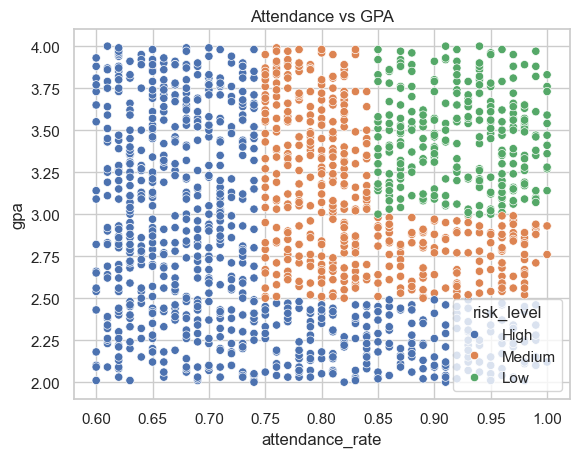 Attendance vs GPA
4.00
3.75
3.50
3.25
3.00
2.75
2.50
2.25
2.00
gpa
risk_level
High
Medium
Low
0.60 0.65 0.70 0.75 0.80 0.85 0.90 0.95 1.00
attendance_rate